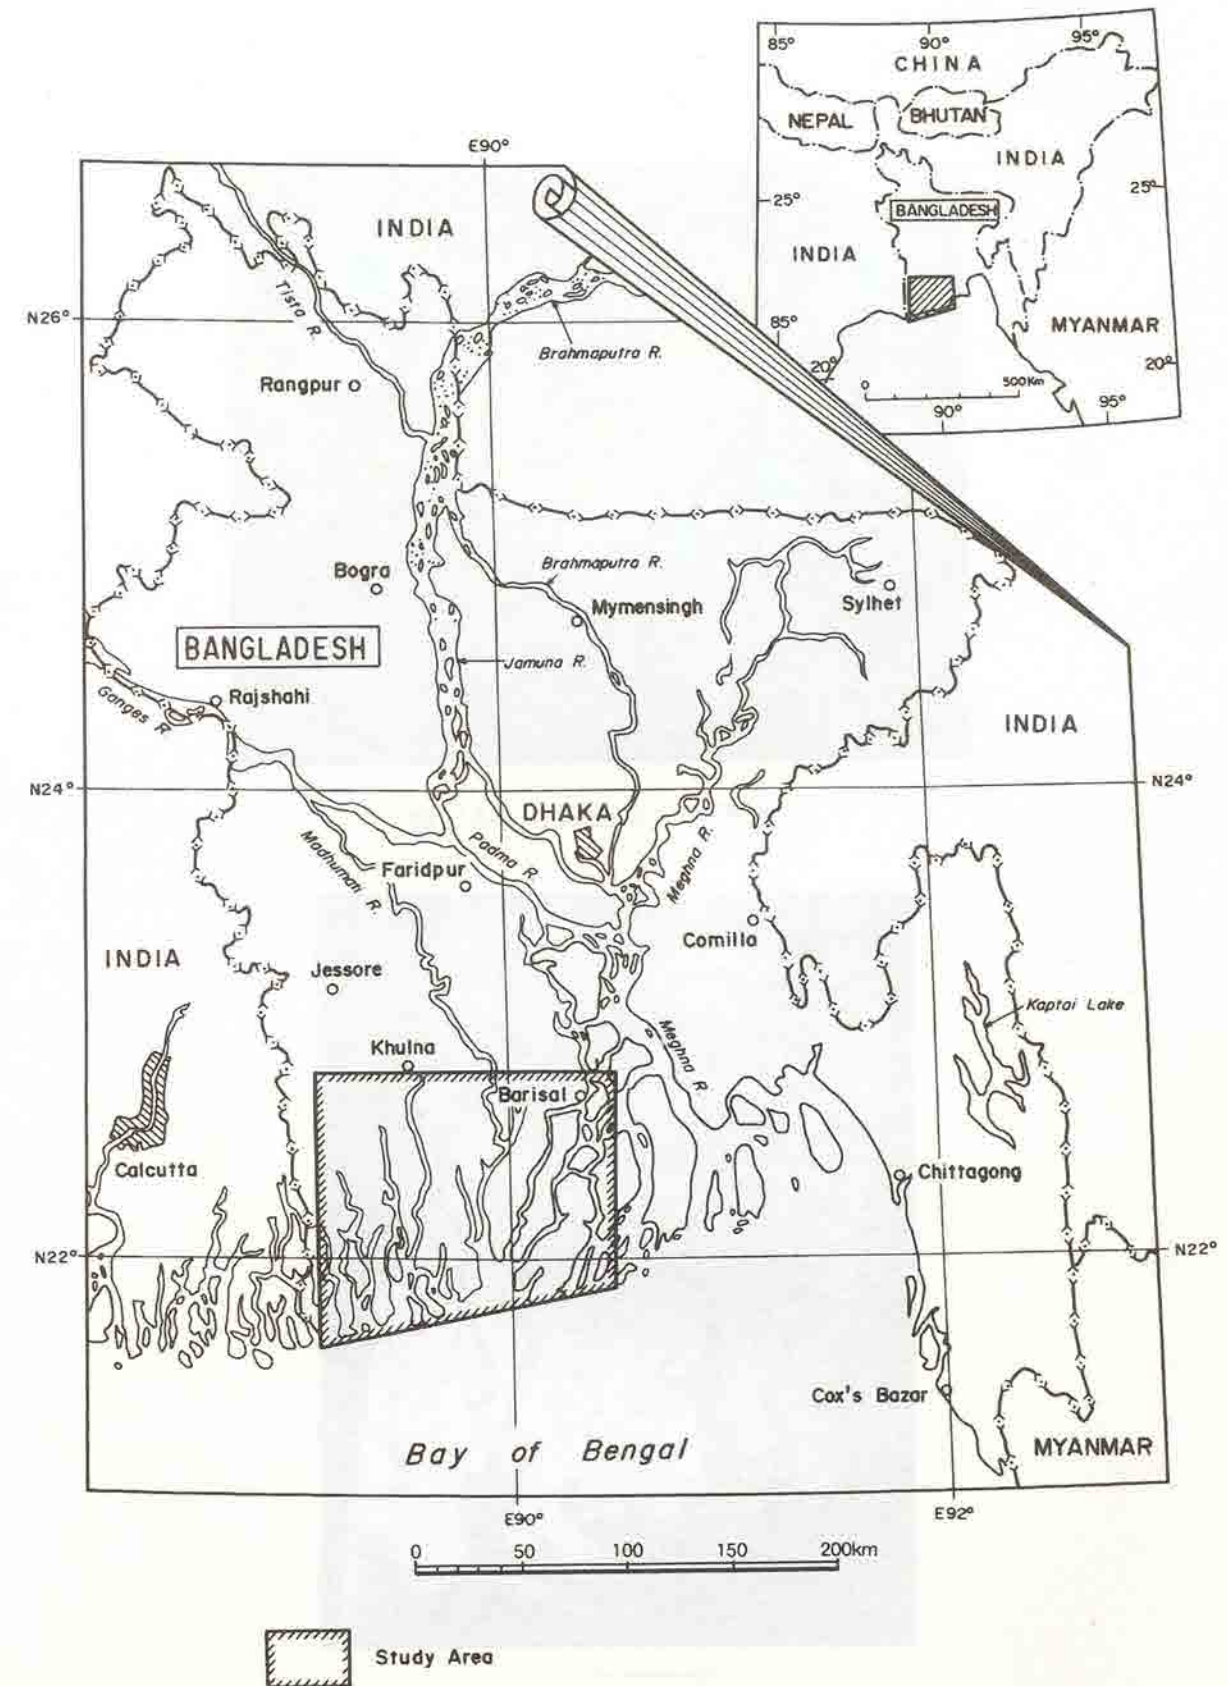 85°
90°
95°
CHINA
NEPAL
BHUTAN
INDIA
25°
25°
BANGLADESH
INDIA
85°
MYANMAR
20°
20°
0
500Km
90°
95°
E90°
INDIA
Tista R.
N26°
Brahmaputra R.
Rangpur
Bogra
Brahmaputra R.
Mymensingh
Sylhet
BANGLADESH
Jamuna R.
Ganges R.
Rajshahi
INDIA
N24°
N24°
DHAKA
Madhumati R.
Padma R.
Meghna R.
Faridpur
Comilla
INDIA
Jessore
Kaptai Lake
Khulna
Meghna R.
Barisal
Calcutta
Chittagong
N22°
N22°
Cox's Bazar
Bay of Bengal
MYANMAR
E90°
E92°
0 50 100 150 200km
Study Area